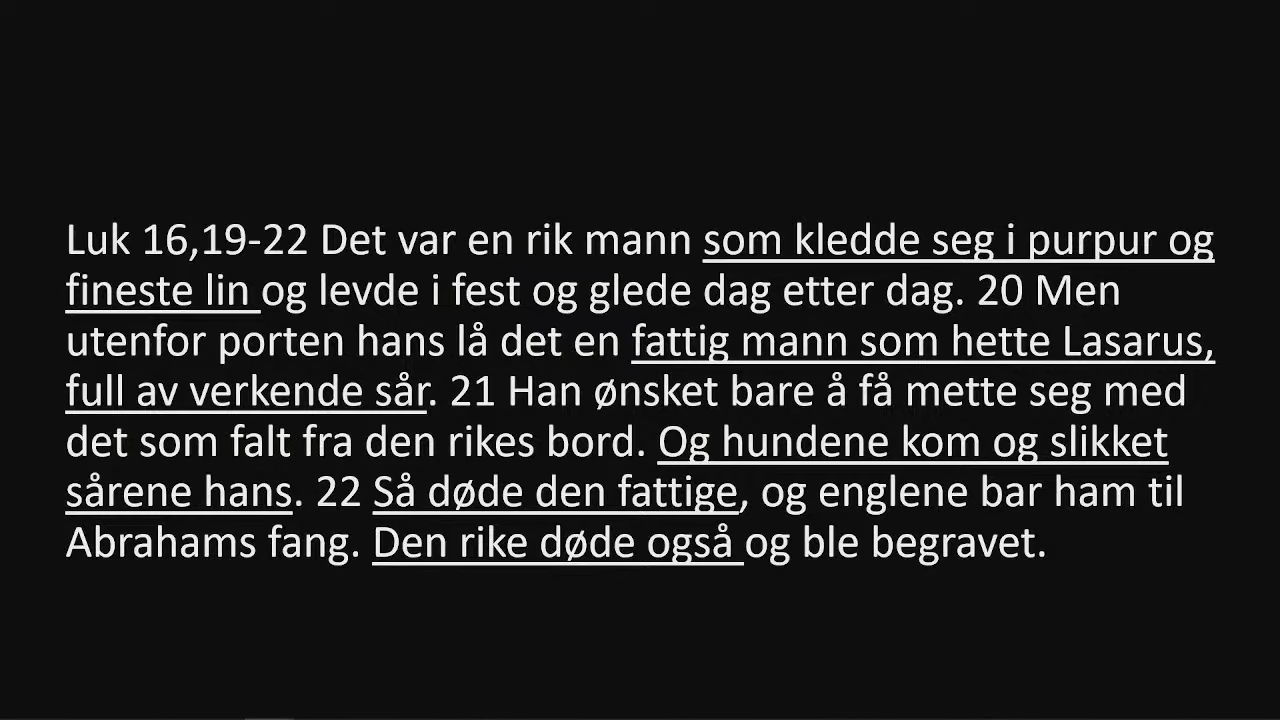 Luk 16,19-22 Det var en rik mann som kledde seg i purpur og
fineste lin og levde i fest og glede dag etter dag. 20 Men
utenfor porten hans lå det en fattig mann som hette Lasarus,
full av verkende sår. 21 Han ønsket bare å få mette seg med
det som falt fra den rikes bord. Og hundene kom og slikket
sårene hans. 22 Så døde den fattige, og englene bar ham til
Abrahams fang. Den rike døde også og ble begravet.